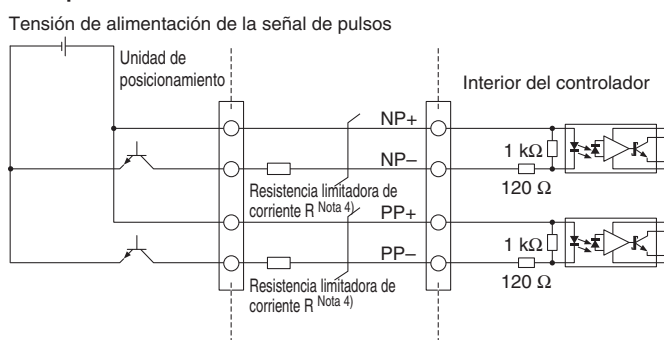 Tensión de alimentación de la señal de pulsos
Unidad de
posicionamiento
Interior del controlador
NP+
NP–
1 kΩ
120 Ω
Resistencia limitadora de
corriente R Nota 4)
PP+
PP–
1 kΩ
120 Ω
Resistencia limitadora de
corriente R Nota 4)